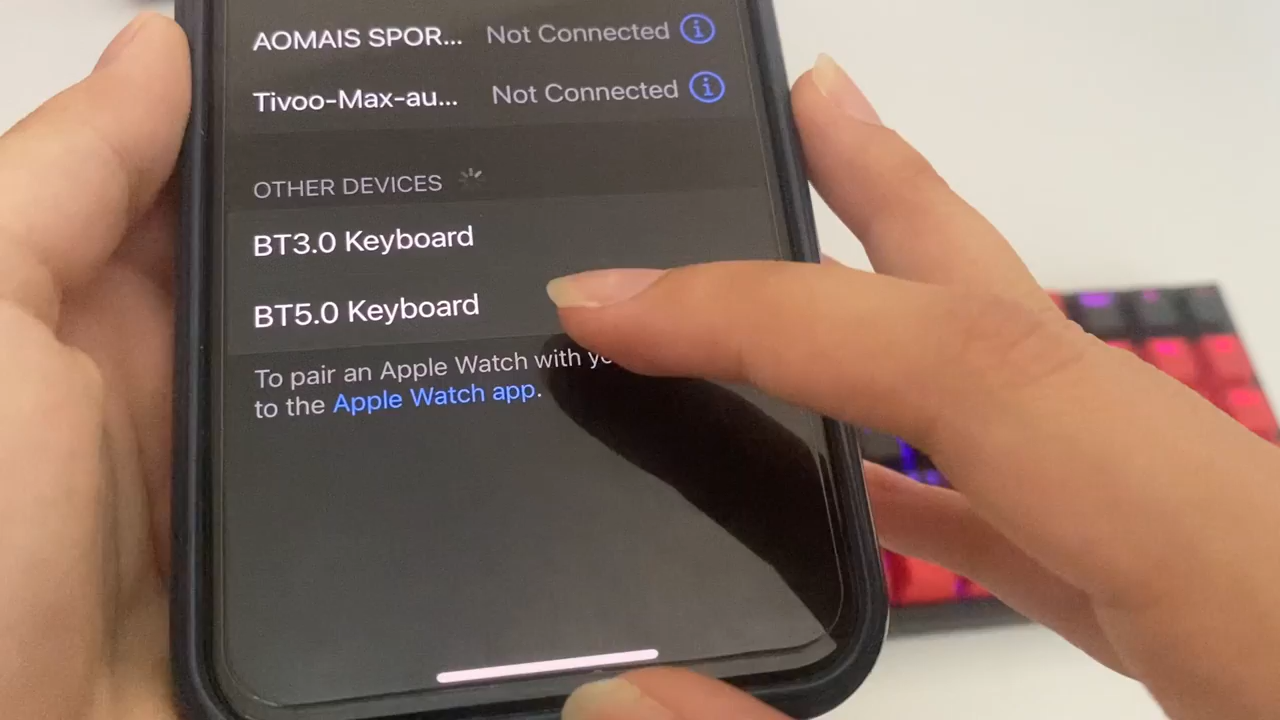 AOMAIS SPOR... Not Connected
Tivoo-Max-au... Not Connected
OTHER DEVICES
BT3.0 Keyboard
BT5.0 Keyboard
To pair an Apple Watch with
to the Apple Watch app.